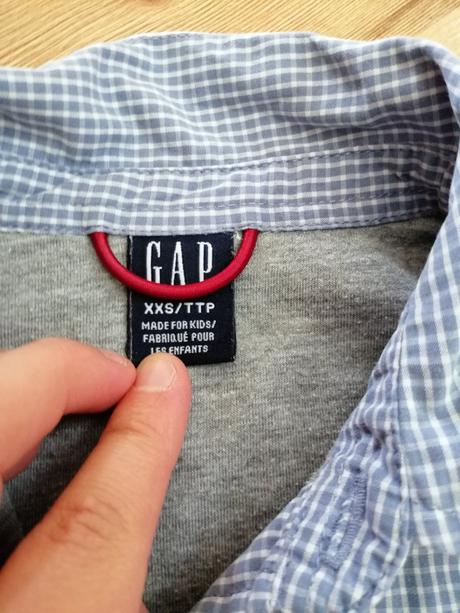 GAP
XXS/TTP
MADE FOR KIDS/
FABRIQUÉ POUR
LES ENFANTS